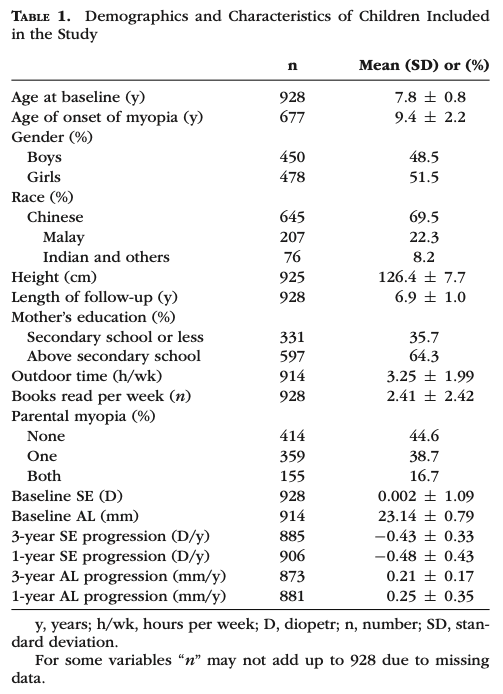 TABLE 1. Demographics and Characteristics of Children Included
in the Study
n Mean (SD) or (%)
Age at baseline (y) 928 7.8 ± 0.8
Age of onset of myopia (y) 677 9.4 ± 2.2
Gender (%)
Boys 450 48.5
Girls 478 51.5
Race (%)
Chinese 645 69.5
Malay 207 22.3
Indian and others 76 8.2
Height (cm) 925 126.4 ± 7.7
Length of follow-up (y) 928 6.9 ± 1.0
Mother's education (%)
Secondary school or less 331 35.7
Above secondary school 597 64.3
Outdoor time (h/wk) 914 3.25 ± 1.99
Books read per week (n) 928 2.41 ± 2.42
Parental myopia (%)
None 414 44.6
One 359 38.7
Both 155 16.7
Baseline SE (D) 928 0.002 ± 1.09
Baseline AL (mm) 914 23.14 ± 0.79
3-year SE progression (D/y) 885 −0.43 ± 0.33
1-year SE progression (D/y) 906 −0.48 ± 0.43
3-year AL progression (mm/y) 873 0.21 ± 0.17
1-year AL progression (mm/y) 881 0.25 ± 0.35
y, years; h/wk, hours per week; D, diopetr; n, number; SD, stan-
dard deviation.
For some variables "n" may not add up to 928 due to missing
data.